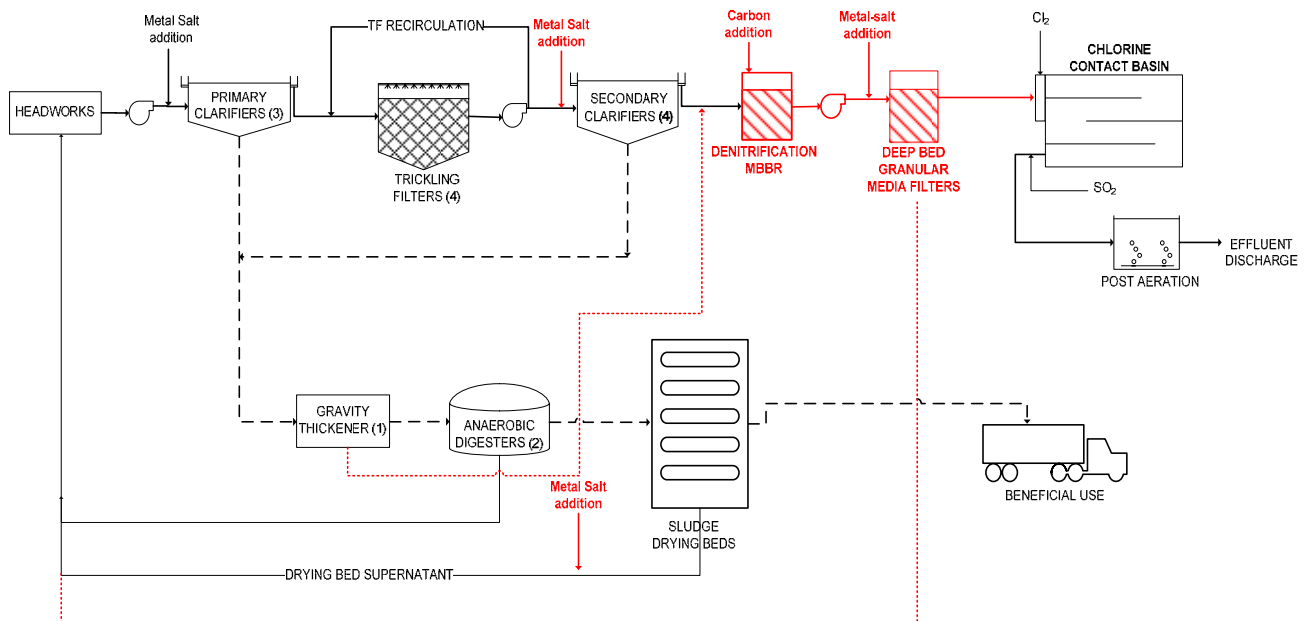 Metal Salt
addition
TF RECIRCULATION
Metal Salt
addition
Carbon
addition
Metal-salt
addition
Cl2
CHLORINE
CONTACT BASIN
HEADWORKS
PRIMARY
CLARIFIERS (3)
SECONDARY
CLARIFIERS (4)
TRICKLING
FILTERS (4)
DENITRIFICATION
MBBR
DEEP BED
GRANULAR
MEDIA FILTERS
SO2
EFFLUENT
DISCHARGE
POST AERATION
GRAVITY
THICKENER (1)
ANAEROBIC
DIGESTERS (2)
Metal Salt
addition
SLUDGE
DRYING BEDS
BENEFICIAL USE
DRYING BED SUPERNATANT